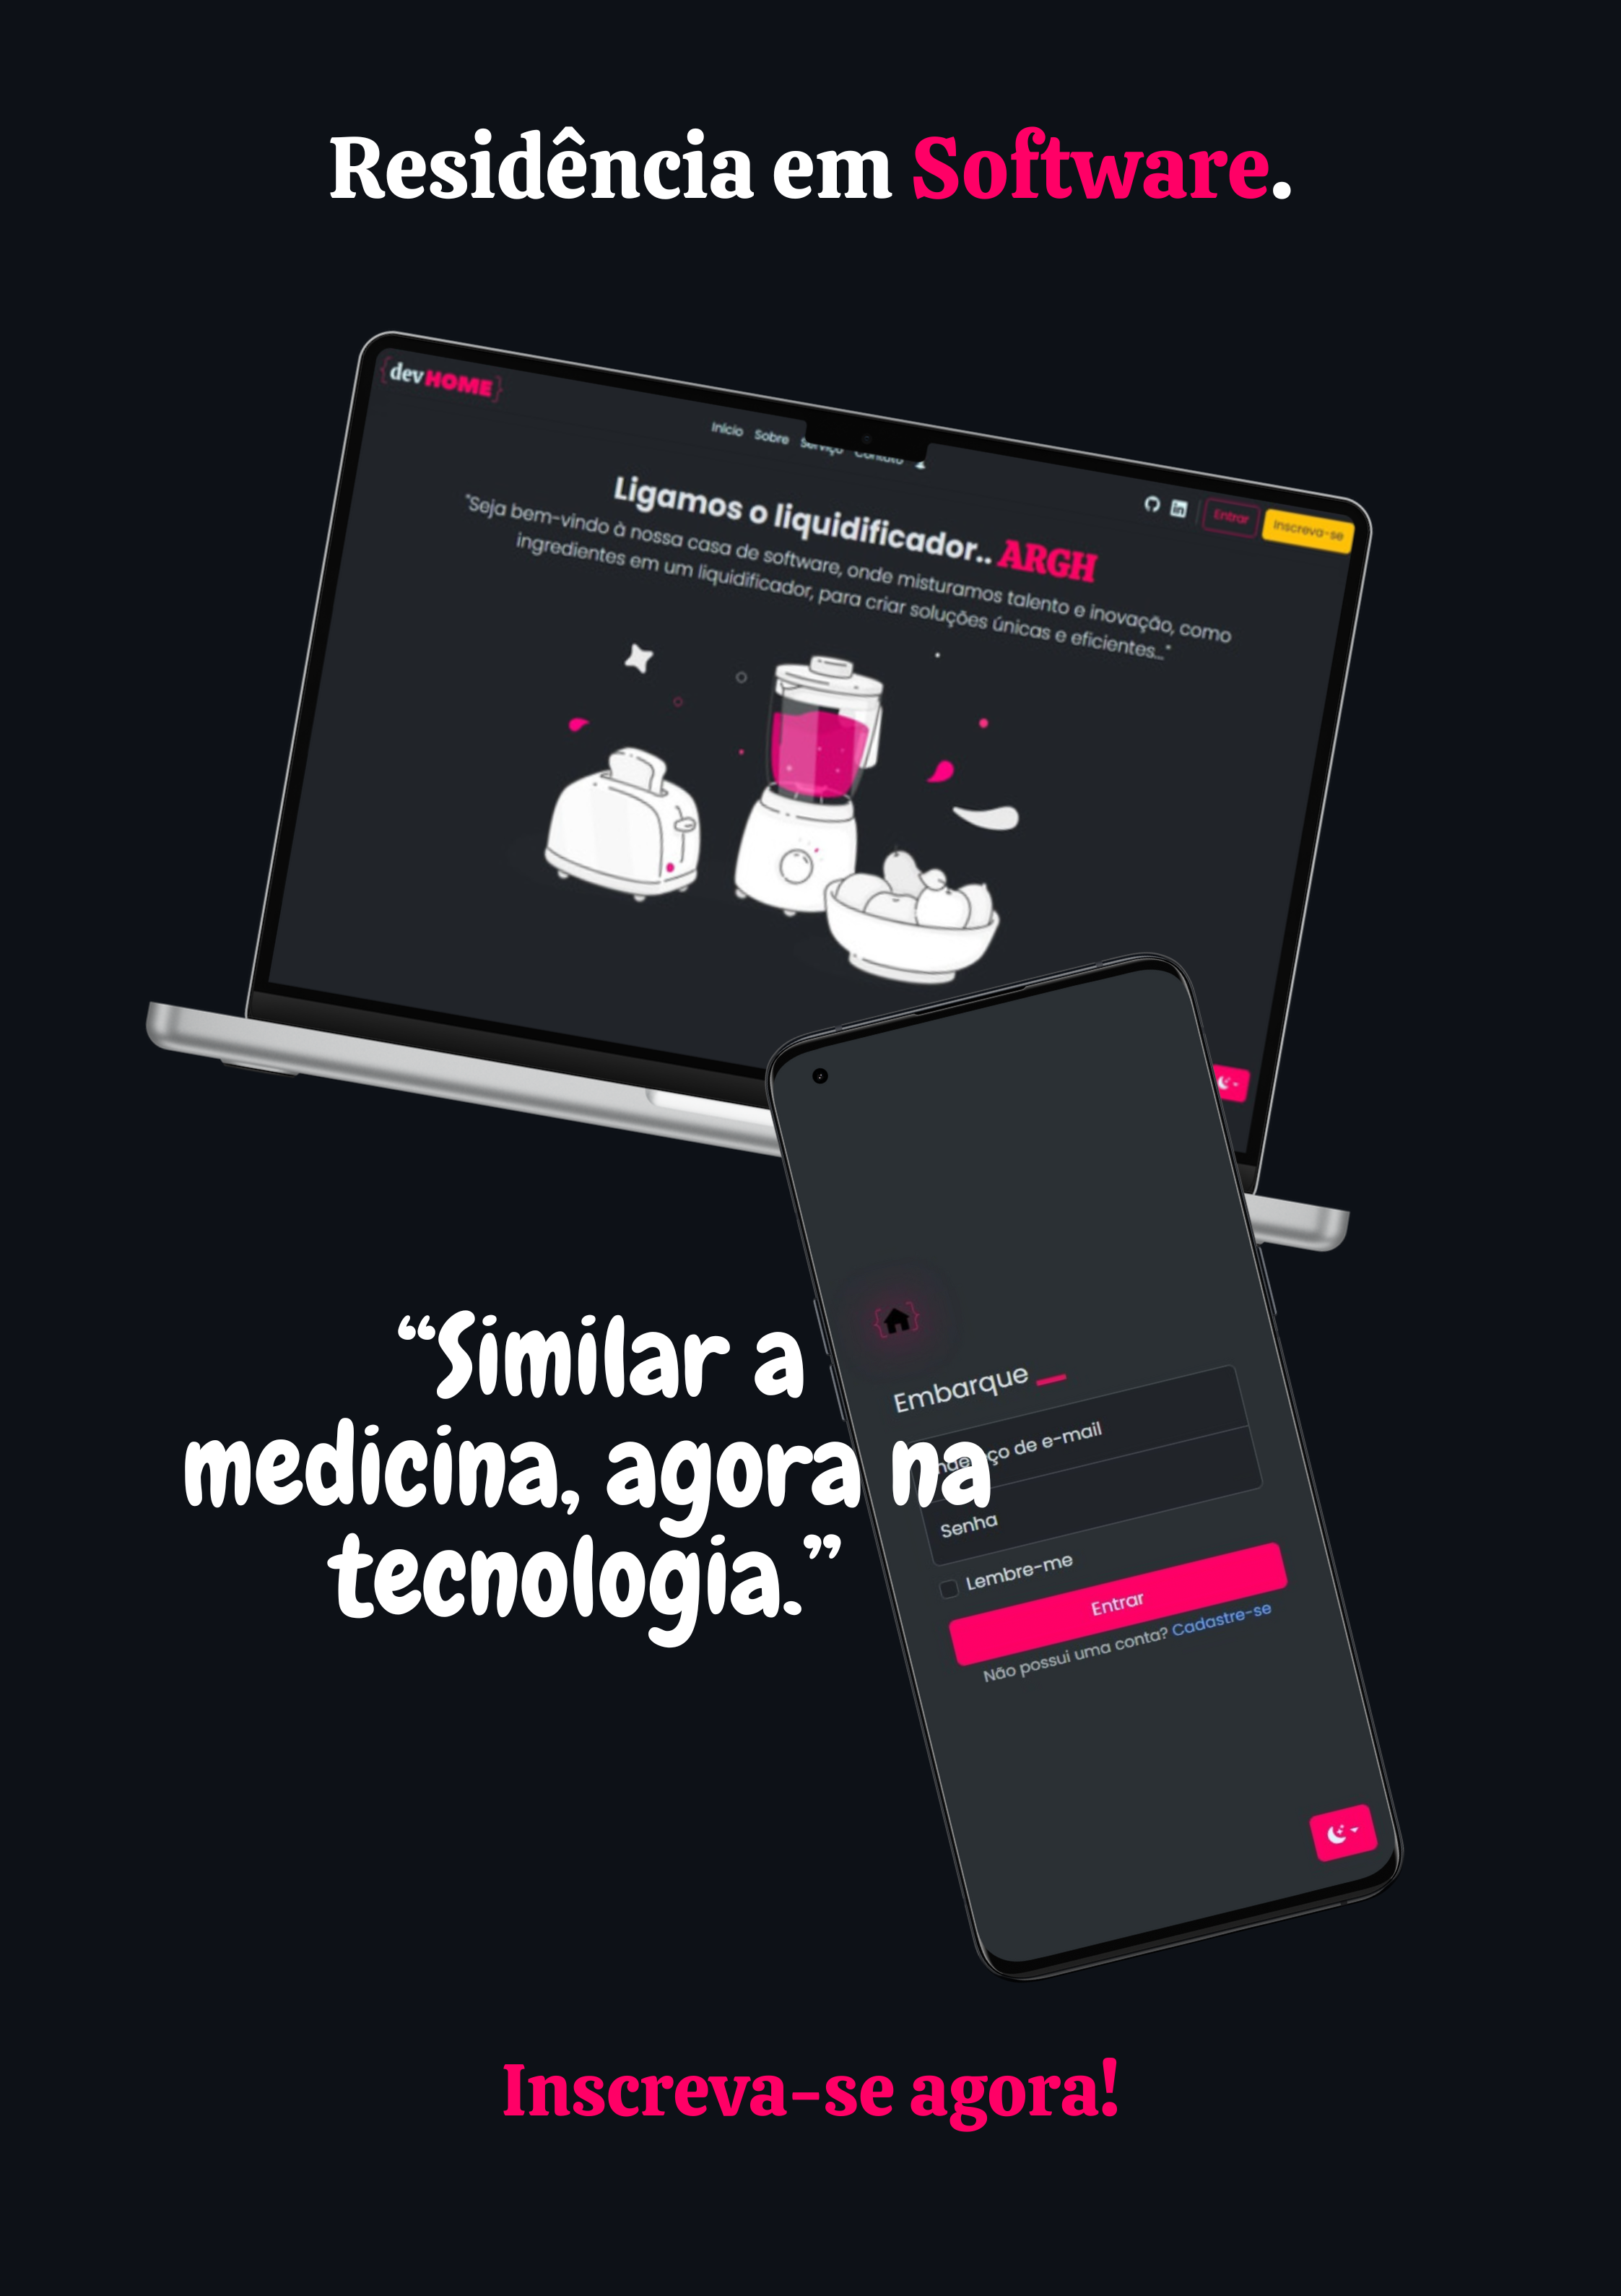 Residência em Software.
{devHOME}
Início Sobre Serviço Contato
Entrar Inscreva-se
Ligamos o liquidificador.. ARGH
"Seja bem-vindo à nossa casa de software, onde misturamos talento e inovação, como
ingredientes em um liquidificador, para criar soluções únicas e eficientes..."
“Similar a
medicina, agora na
tecnologia.”
Embarque
de e-mail
Senha
Lembre-me
Entrar
Não possui uma conta? Cadastre-se
Inscreva-se agora!